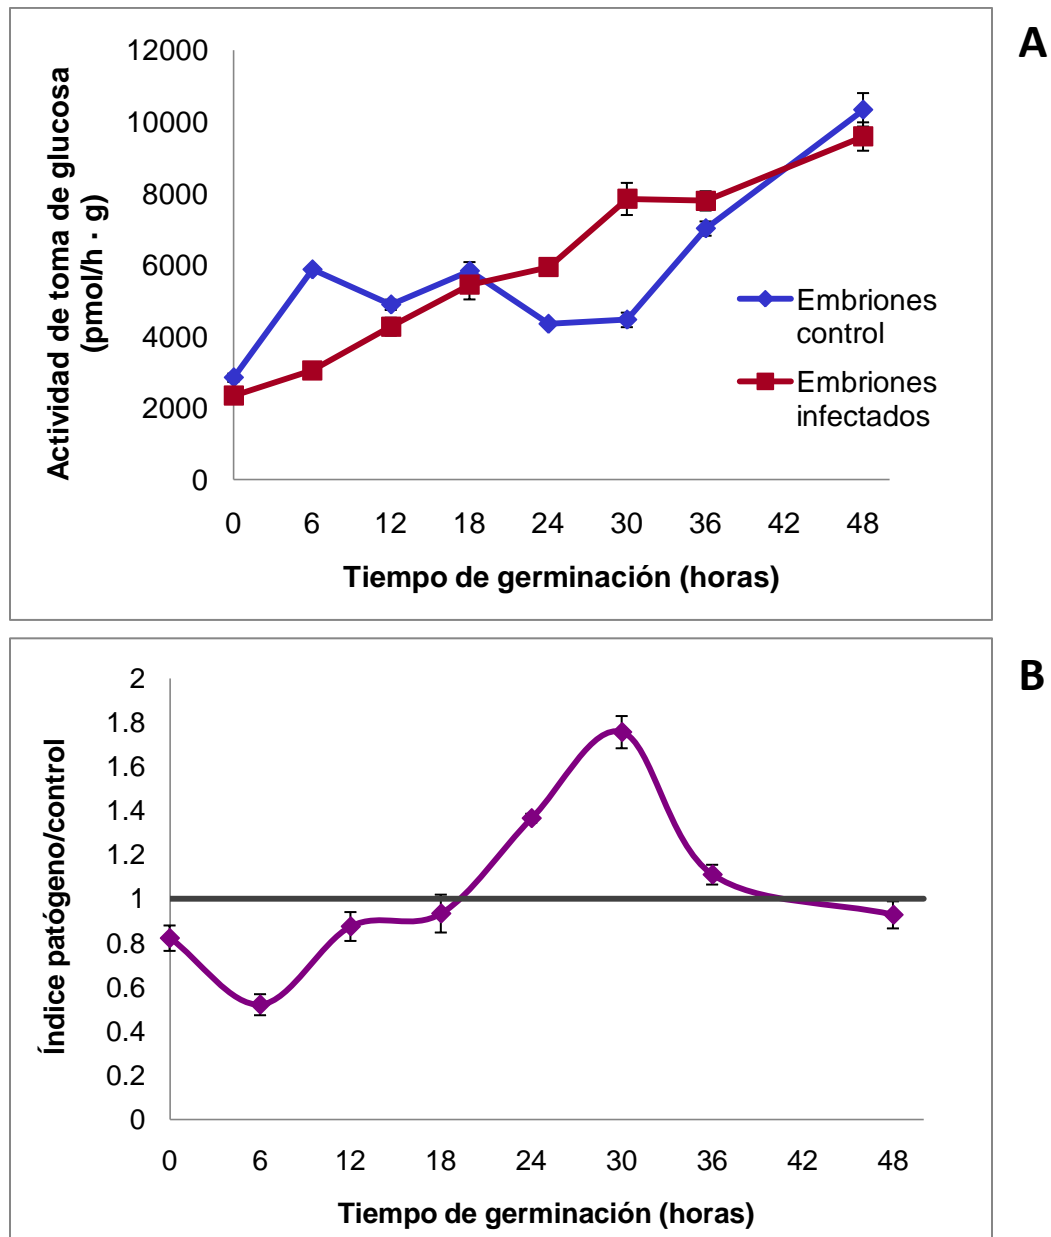 A
Actividad de toma de glucosa
(pmol/h · g)
12000
10000
8000
6000
4000
2000
0
Embriones
control
Embriones
infectados
0 6 12 18 24 30 36 42 48
Tiempo de germinación (horas)
B
Índice patógeno/control
2
1.8
1.6
1.4
1.2
1
0.8
0.6
0.4
0.2
0
0 6 12 18 24 30 36 42 48
Tiempo de germinación (horas)